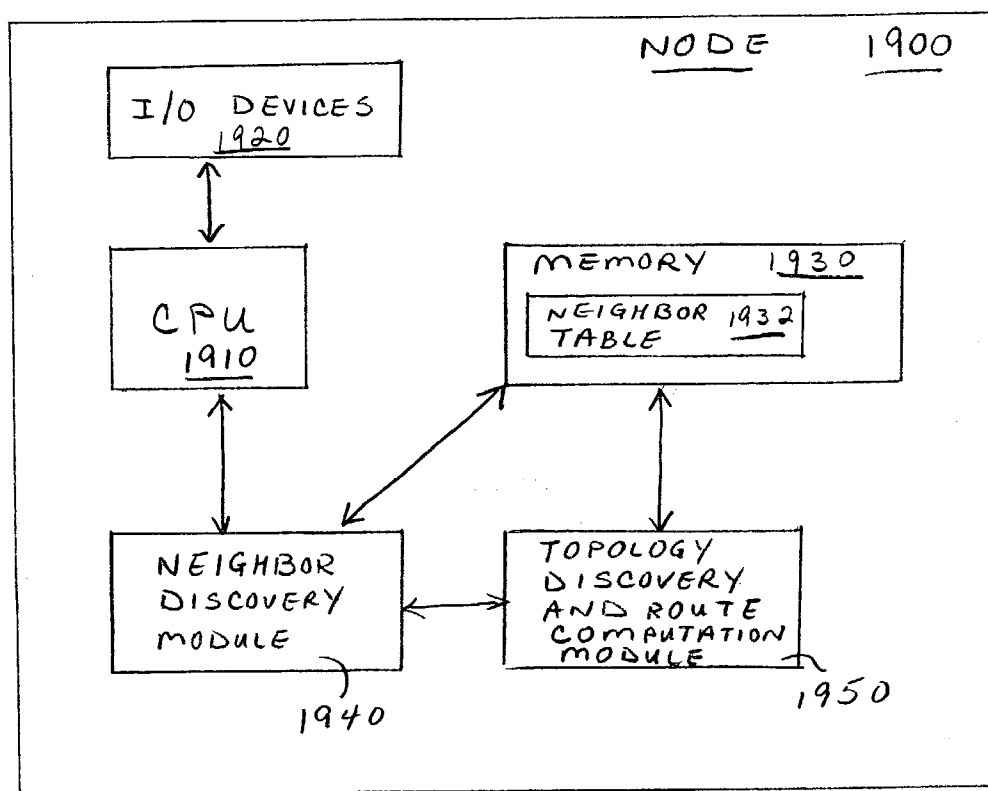 NODE 1900
I/O DEVICES
1920
CPU
1910
MEMORY 1930
NEIGHBOR 1932
TABLE
NEIGHBOR
DISCOVERY
MODULE
1940
TOPOLOGY
DISCOVERY
AND ROUTE
COMPUTATION
MODULE
1950